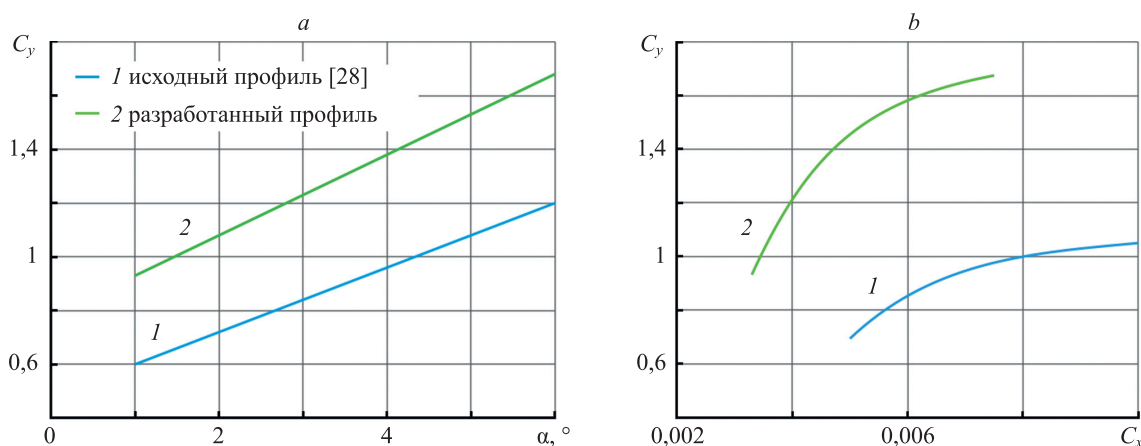 a
C_y
1 исходный профиль [28]
2 разработанный профиль
1,4
1
0,6
2
1
0 2 4 α, °
b
C_y
1,4
1
0,6
2
1
0,002 0,006 C_x